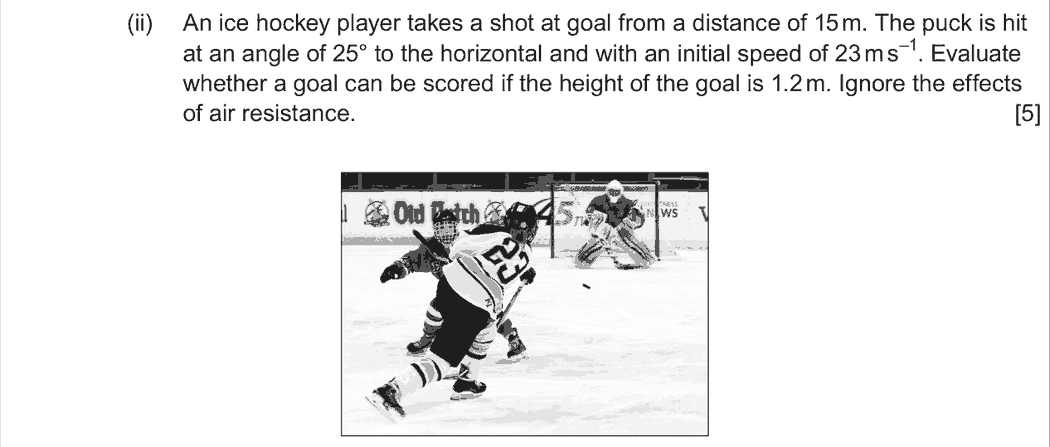 (ii) An ice hockey player takes a shot at goal from a distance of 15 m. The puck is hit
at an angle of 25° to the horizontal and with an initial speed of 23 m s⁻¹. Evaluate
whether a goal can be scored if the height of the goal is 1.2 m. Ignore the effects
of air resistance. [5]
Old
45
NEWS
23